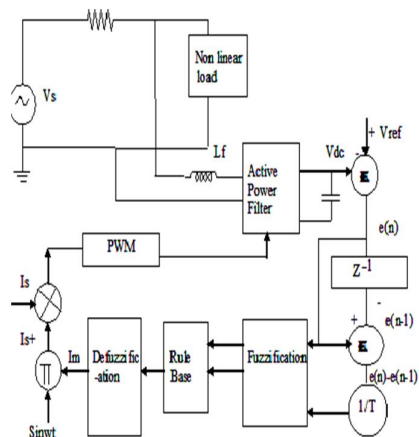 Non linear
load
Vs
Lf
Active
Power
Filter
Vdc
-
+ Vref
e(n)
PWM
Z-1
Is
Is+
+
-
e(n-1)
Im
Defuzzific
-ation
Rule
Base
Fuzzification
e(n)-e(n-1)
1/T
Π
Sinwt